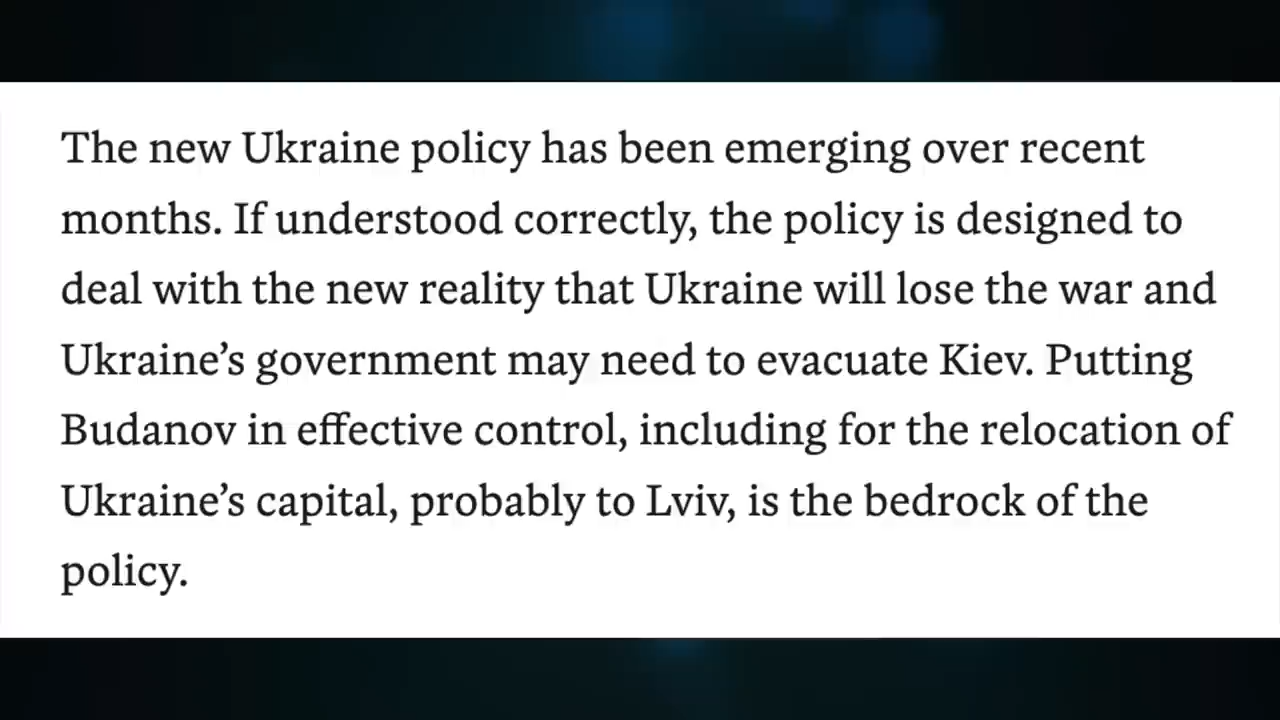 The new Ukraine policy has been emerging over recent
months. If understood correctly, the policy is designed to
deal with the new reality that Ukraine will lose the war and
Ukraine’s government may need to evacuate Kiev. Putting
Budanov in effective control, including for the relocation of
Ukraine’s capital, probably to Lviv, is the bedrock of the
policy.